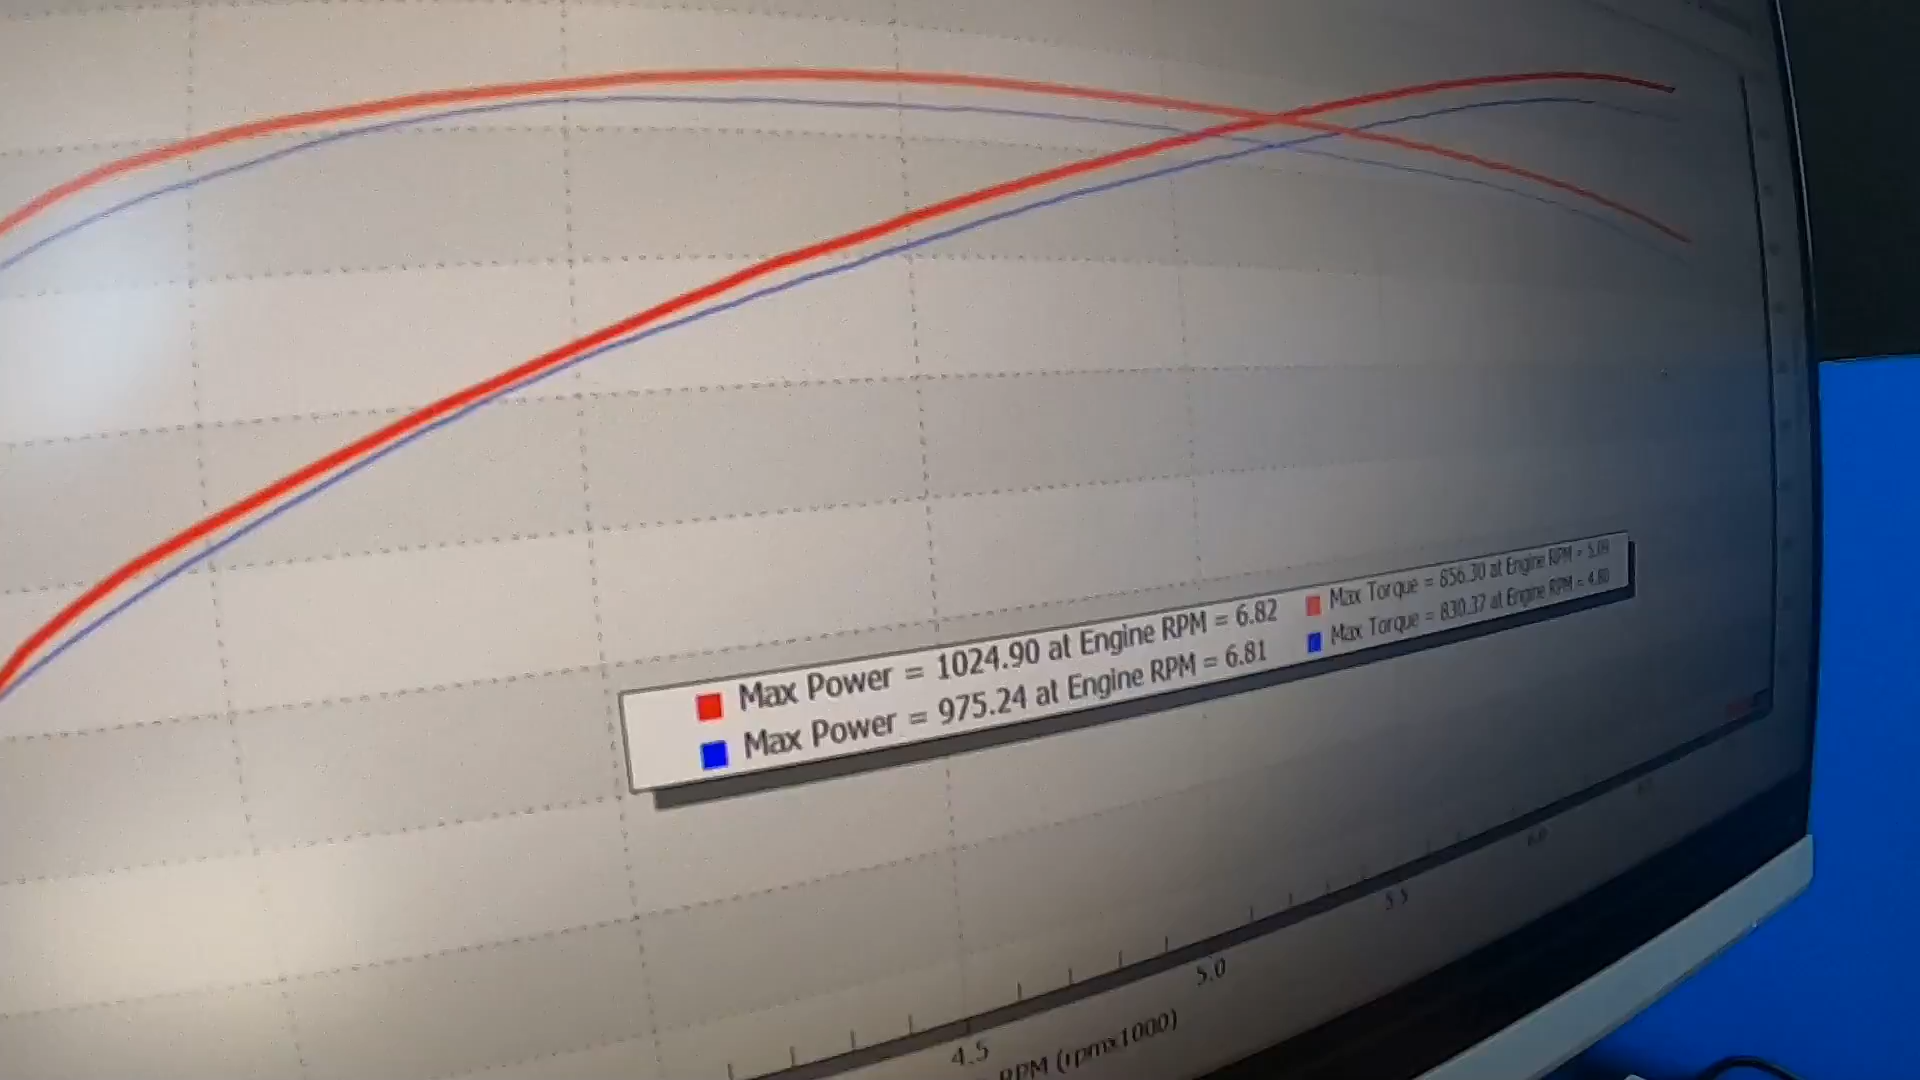 Max Power = 1024.90 at Engine RPM = 6.82
Max Torque = 856.30 at Engine RPM = 5.09
Max Power = 975.24 at Engine RPM = 6.81
Max Torque = 830.37 at Engine RPM = 4.80
4.5
5.0
5.5
6.0
RPM (rpmx1000)